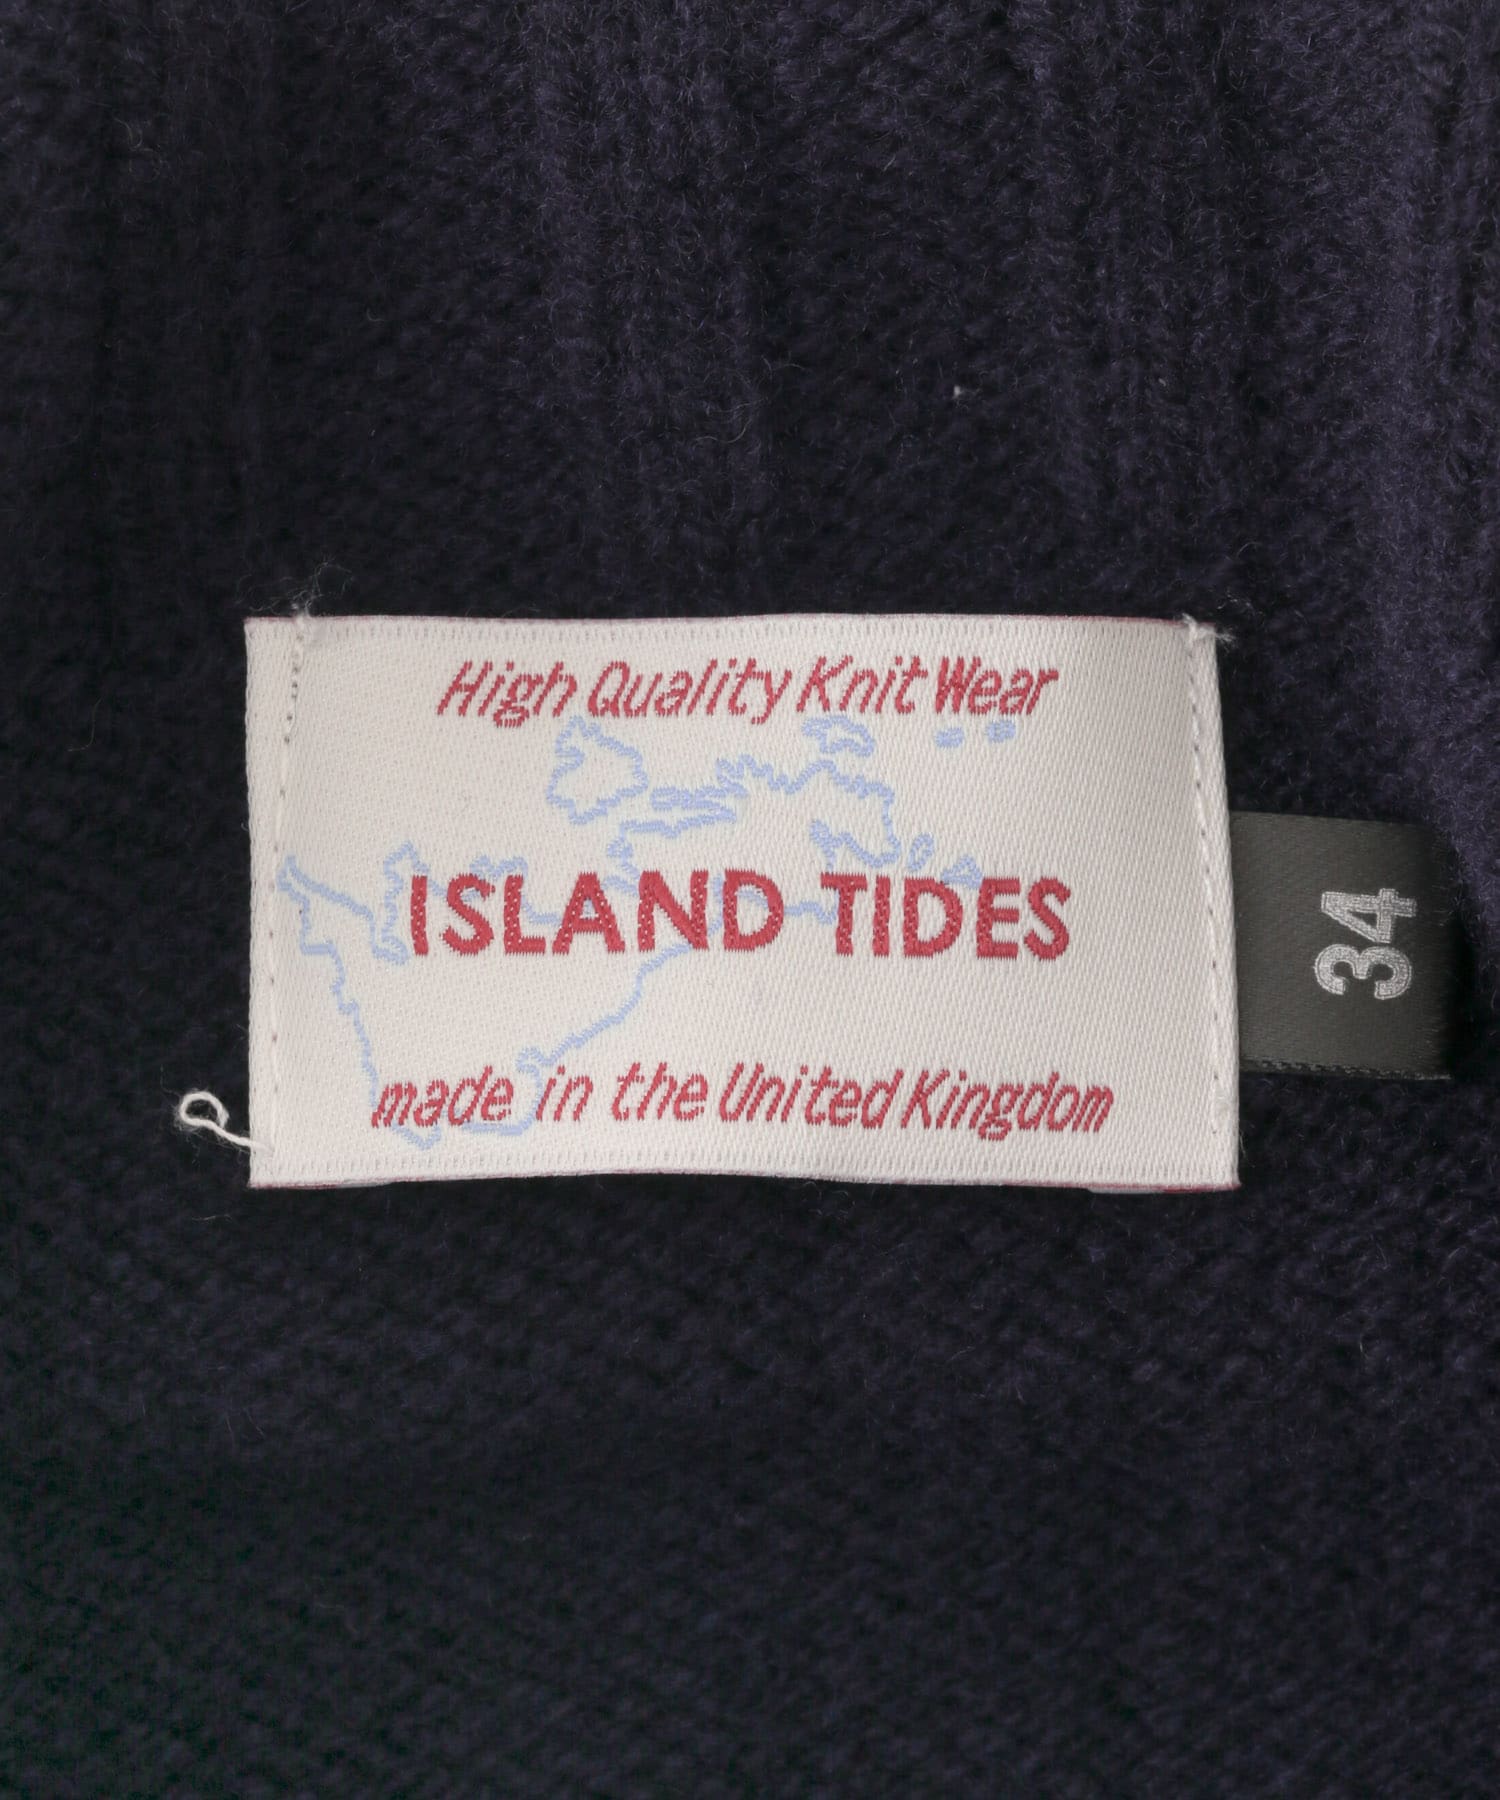 High Quality Knit Wear
ISLAND TIDES
made in the United Kingdom
34